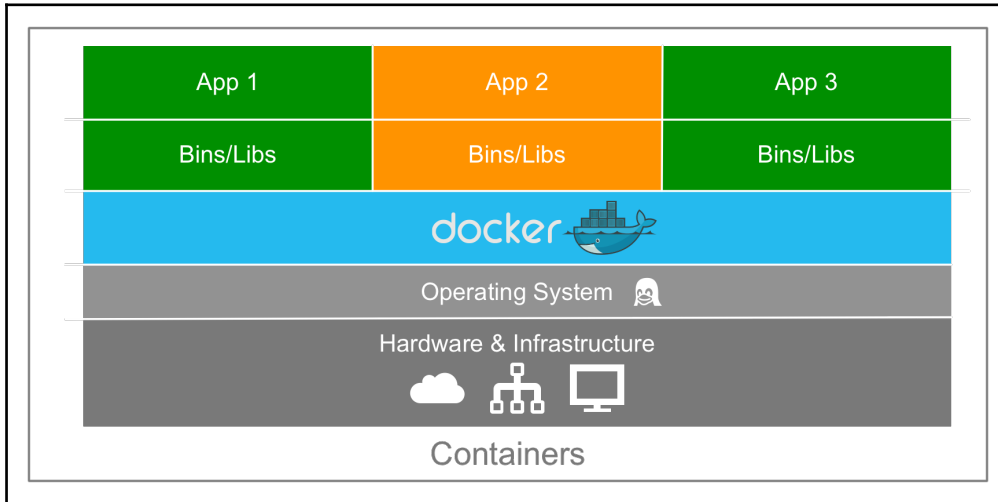 App 1
App 2
App 3
Bins/Libs
Bins/Libs
Bins/Libs
docker
Operating System
Hardware & Infrastructure
Containers